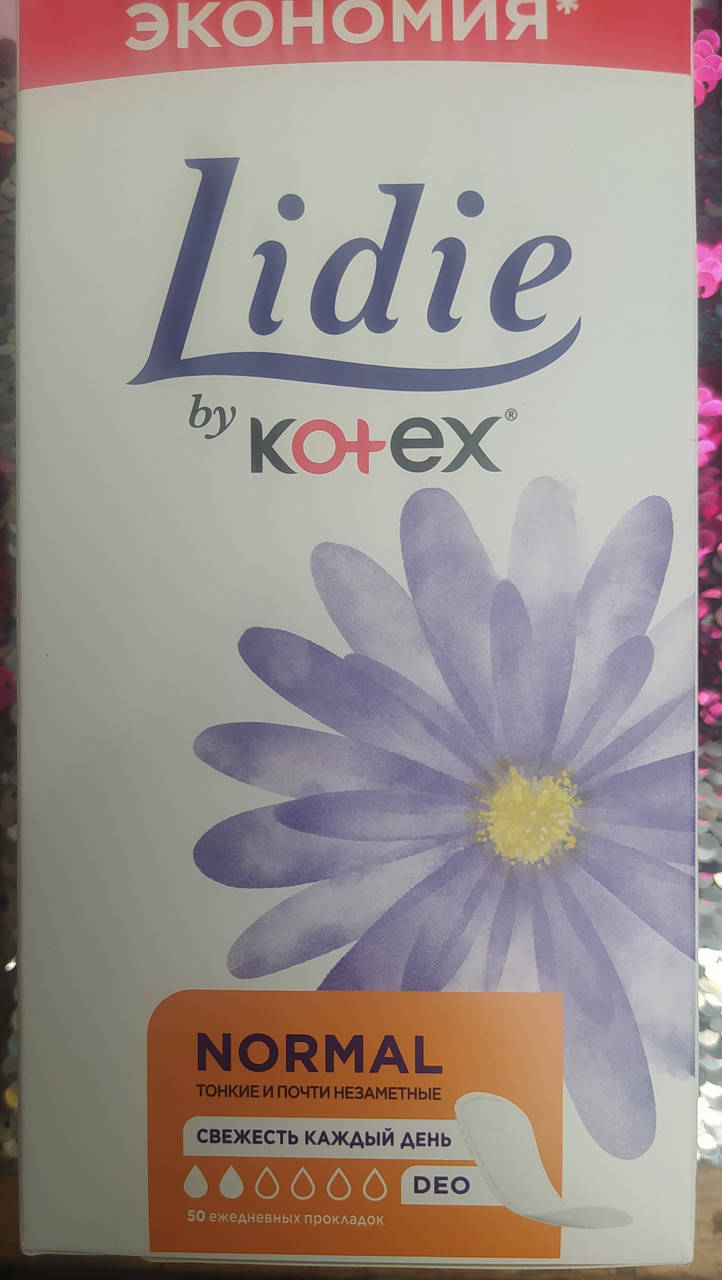 ЭКОНОМИЯ*
Lidie
by Kotex®
NORMAL
ТОНКИЕ И ПОЧТИ НЕЗАМЕТНЫЕ
СВЕЖЕСТЬ КАЖДЫЙ ДЕНЬ
DEO
50 ежедневных прокладок